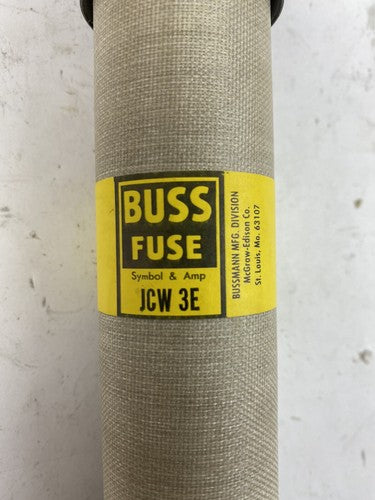 BUSS
FUSE
Symbol & Amp
JCW 3E
BUSSMANN MFG. DIVISION
McGraw-Edison Co.
St. Louis, Mo. 63107